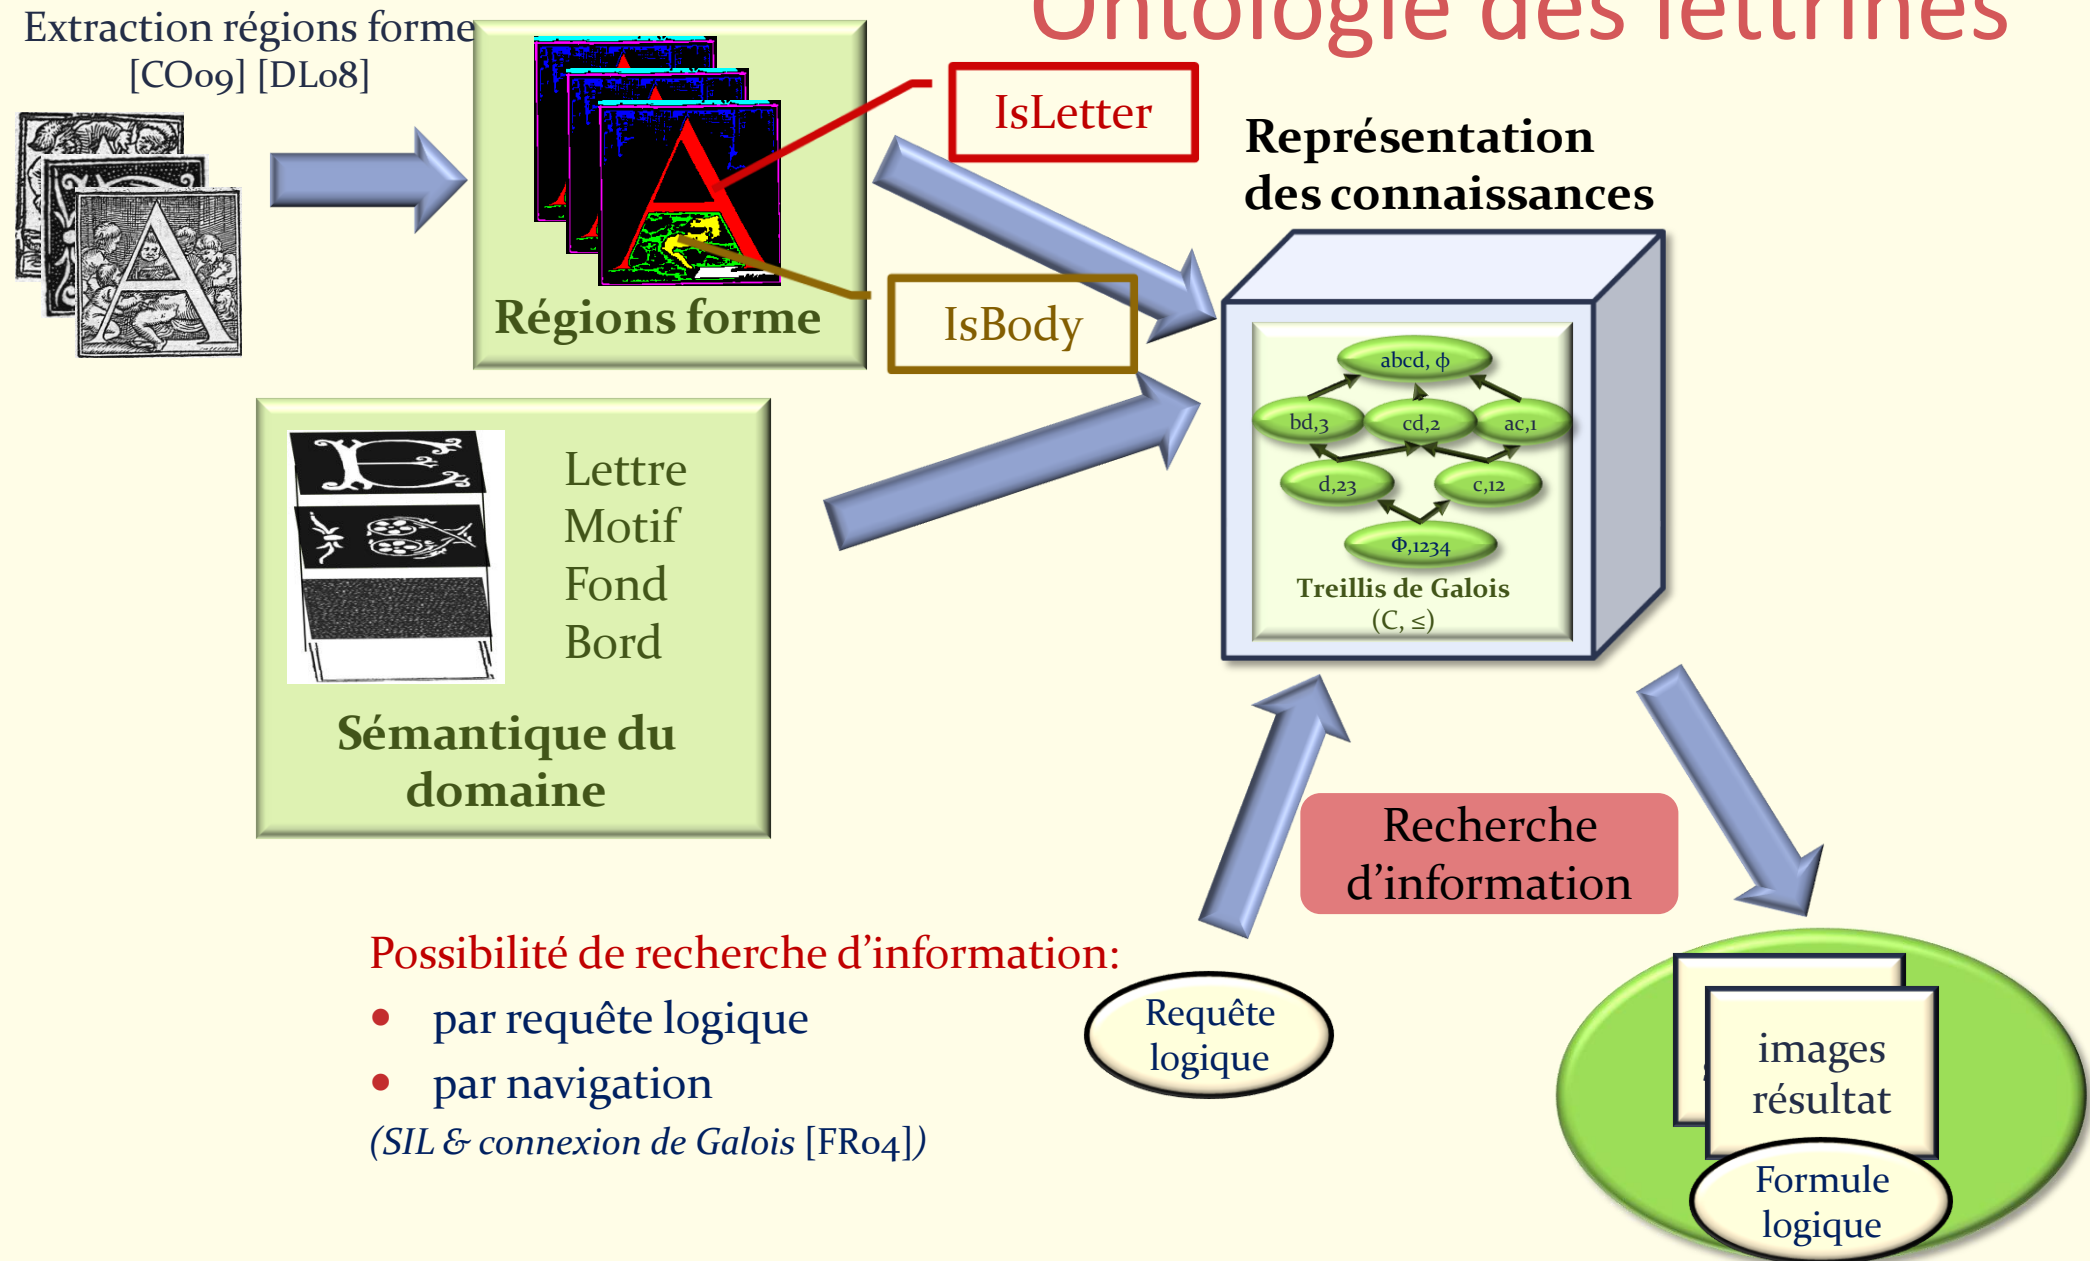 Ontologie des lettrines
Extraction régions forme
[CO09] [DL08]
IsLetter
IsBody
Régions forme
Représentation
des connaissances
abcd, ϕ
bd,3
cd,2
ac,1
d,23
c,12
Φ,1234
Treillis de Galois
(C, ≤)
Lettre
Motif
Fond
Bord
Sémantique du
domaine
Recherche
d’information
Possibilité de recherche d’information:
• par requête logique
• par navigation
(SIL & connexion de Galois [FR04])
Requête
logique
images
résultat
Formule
logique